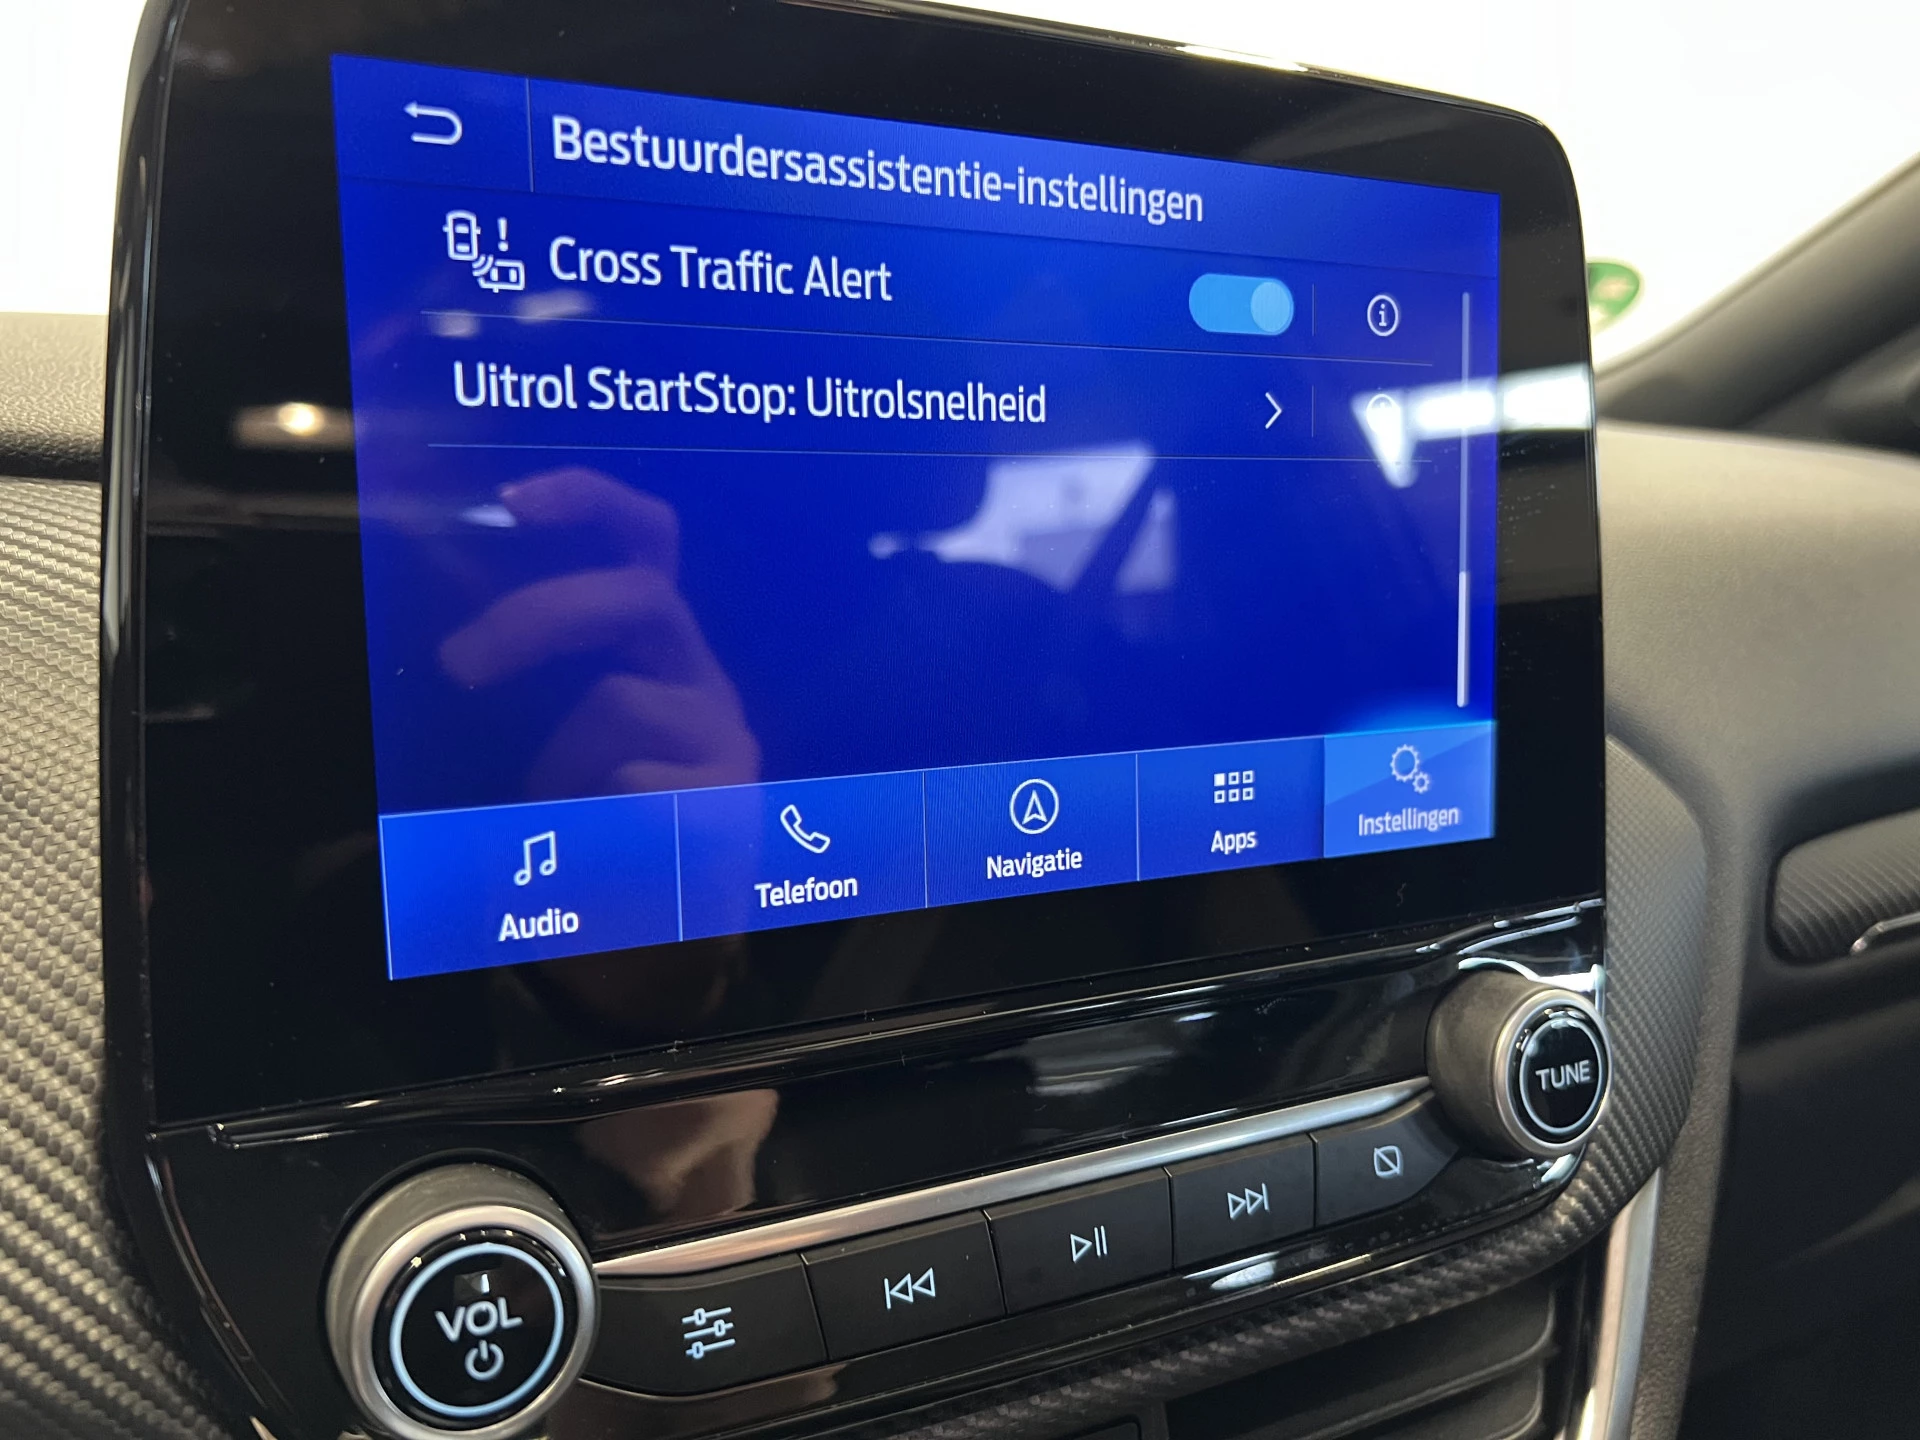 Bestuurdersassistentie-instellingen
Cross Traffic Alert
Uitrol StartStop: Uitrolsnelheid
Audio
Telefoon
Navigatie
Apps
Instellingen
TUNE
VOL